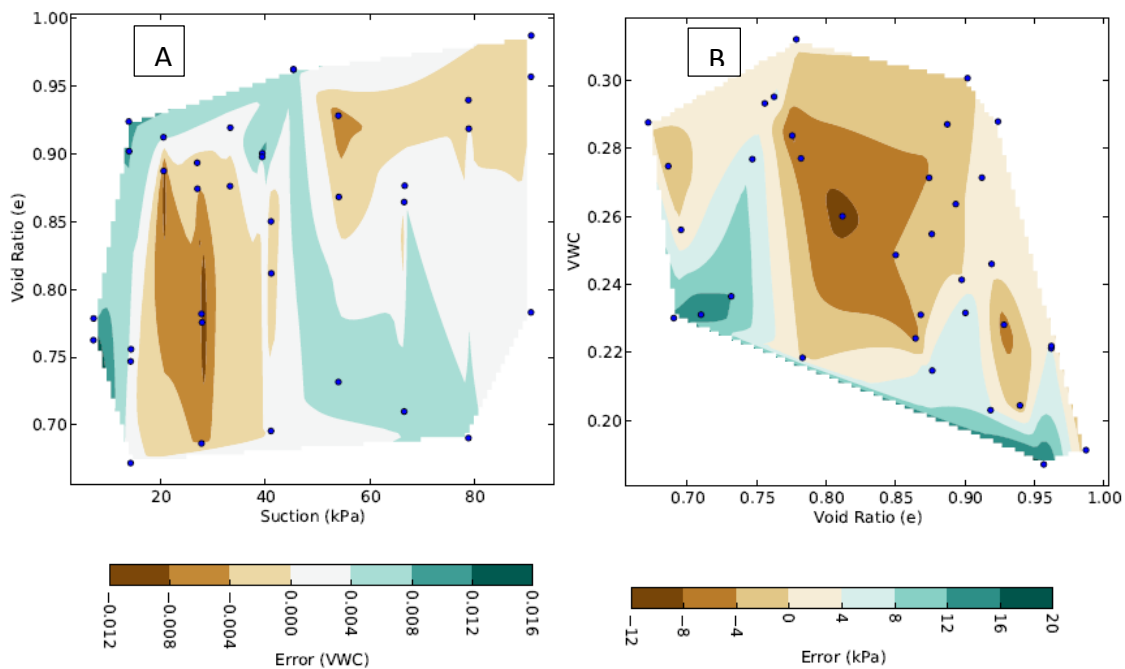 A
B
1.00
0.95
0.90
0.85
0.80
0.75
0.70
Void Ratio (e)
20 40 60 80
Suction (kPa)
0.30
0.28
0.26
0.24
0.22
0.20
VWC
0.70 0.75 0.80 0.85 0.90 0.95 1.00
Void Ratio (e)
−0.012 −0.008 −0.004 0.000 0.004 0.008 0.012 0.016
Error (VWC)
−12 −8 −4 0 4 8 12 16 20
Error (kPa)